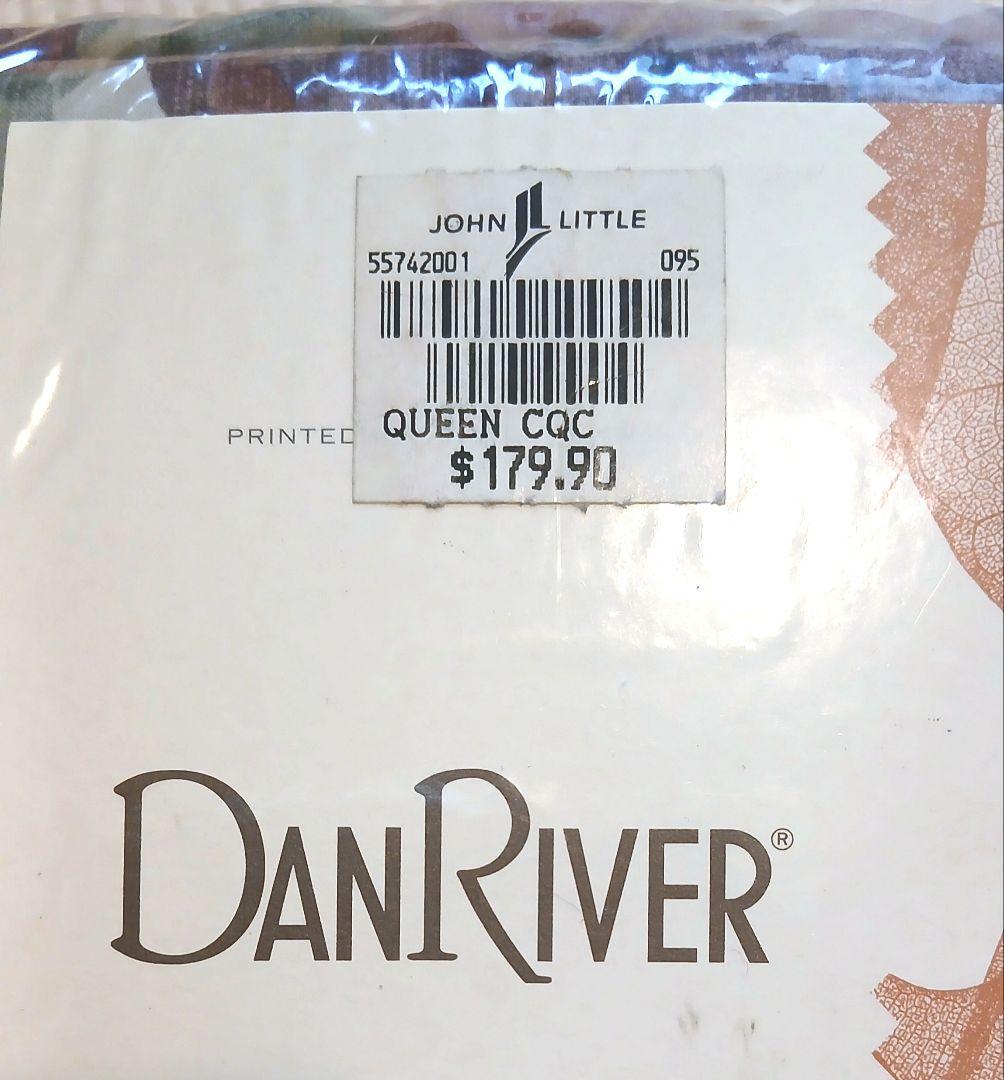 JOHN LITTLE
55742001 095
QUEEN CQC
$179.90
PRINTED
DANRIVER®